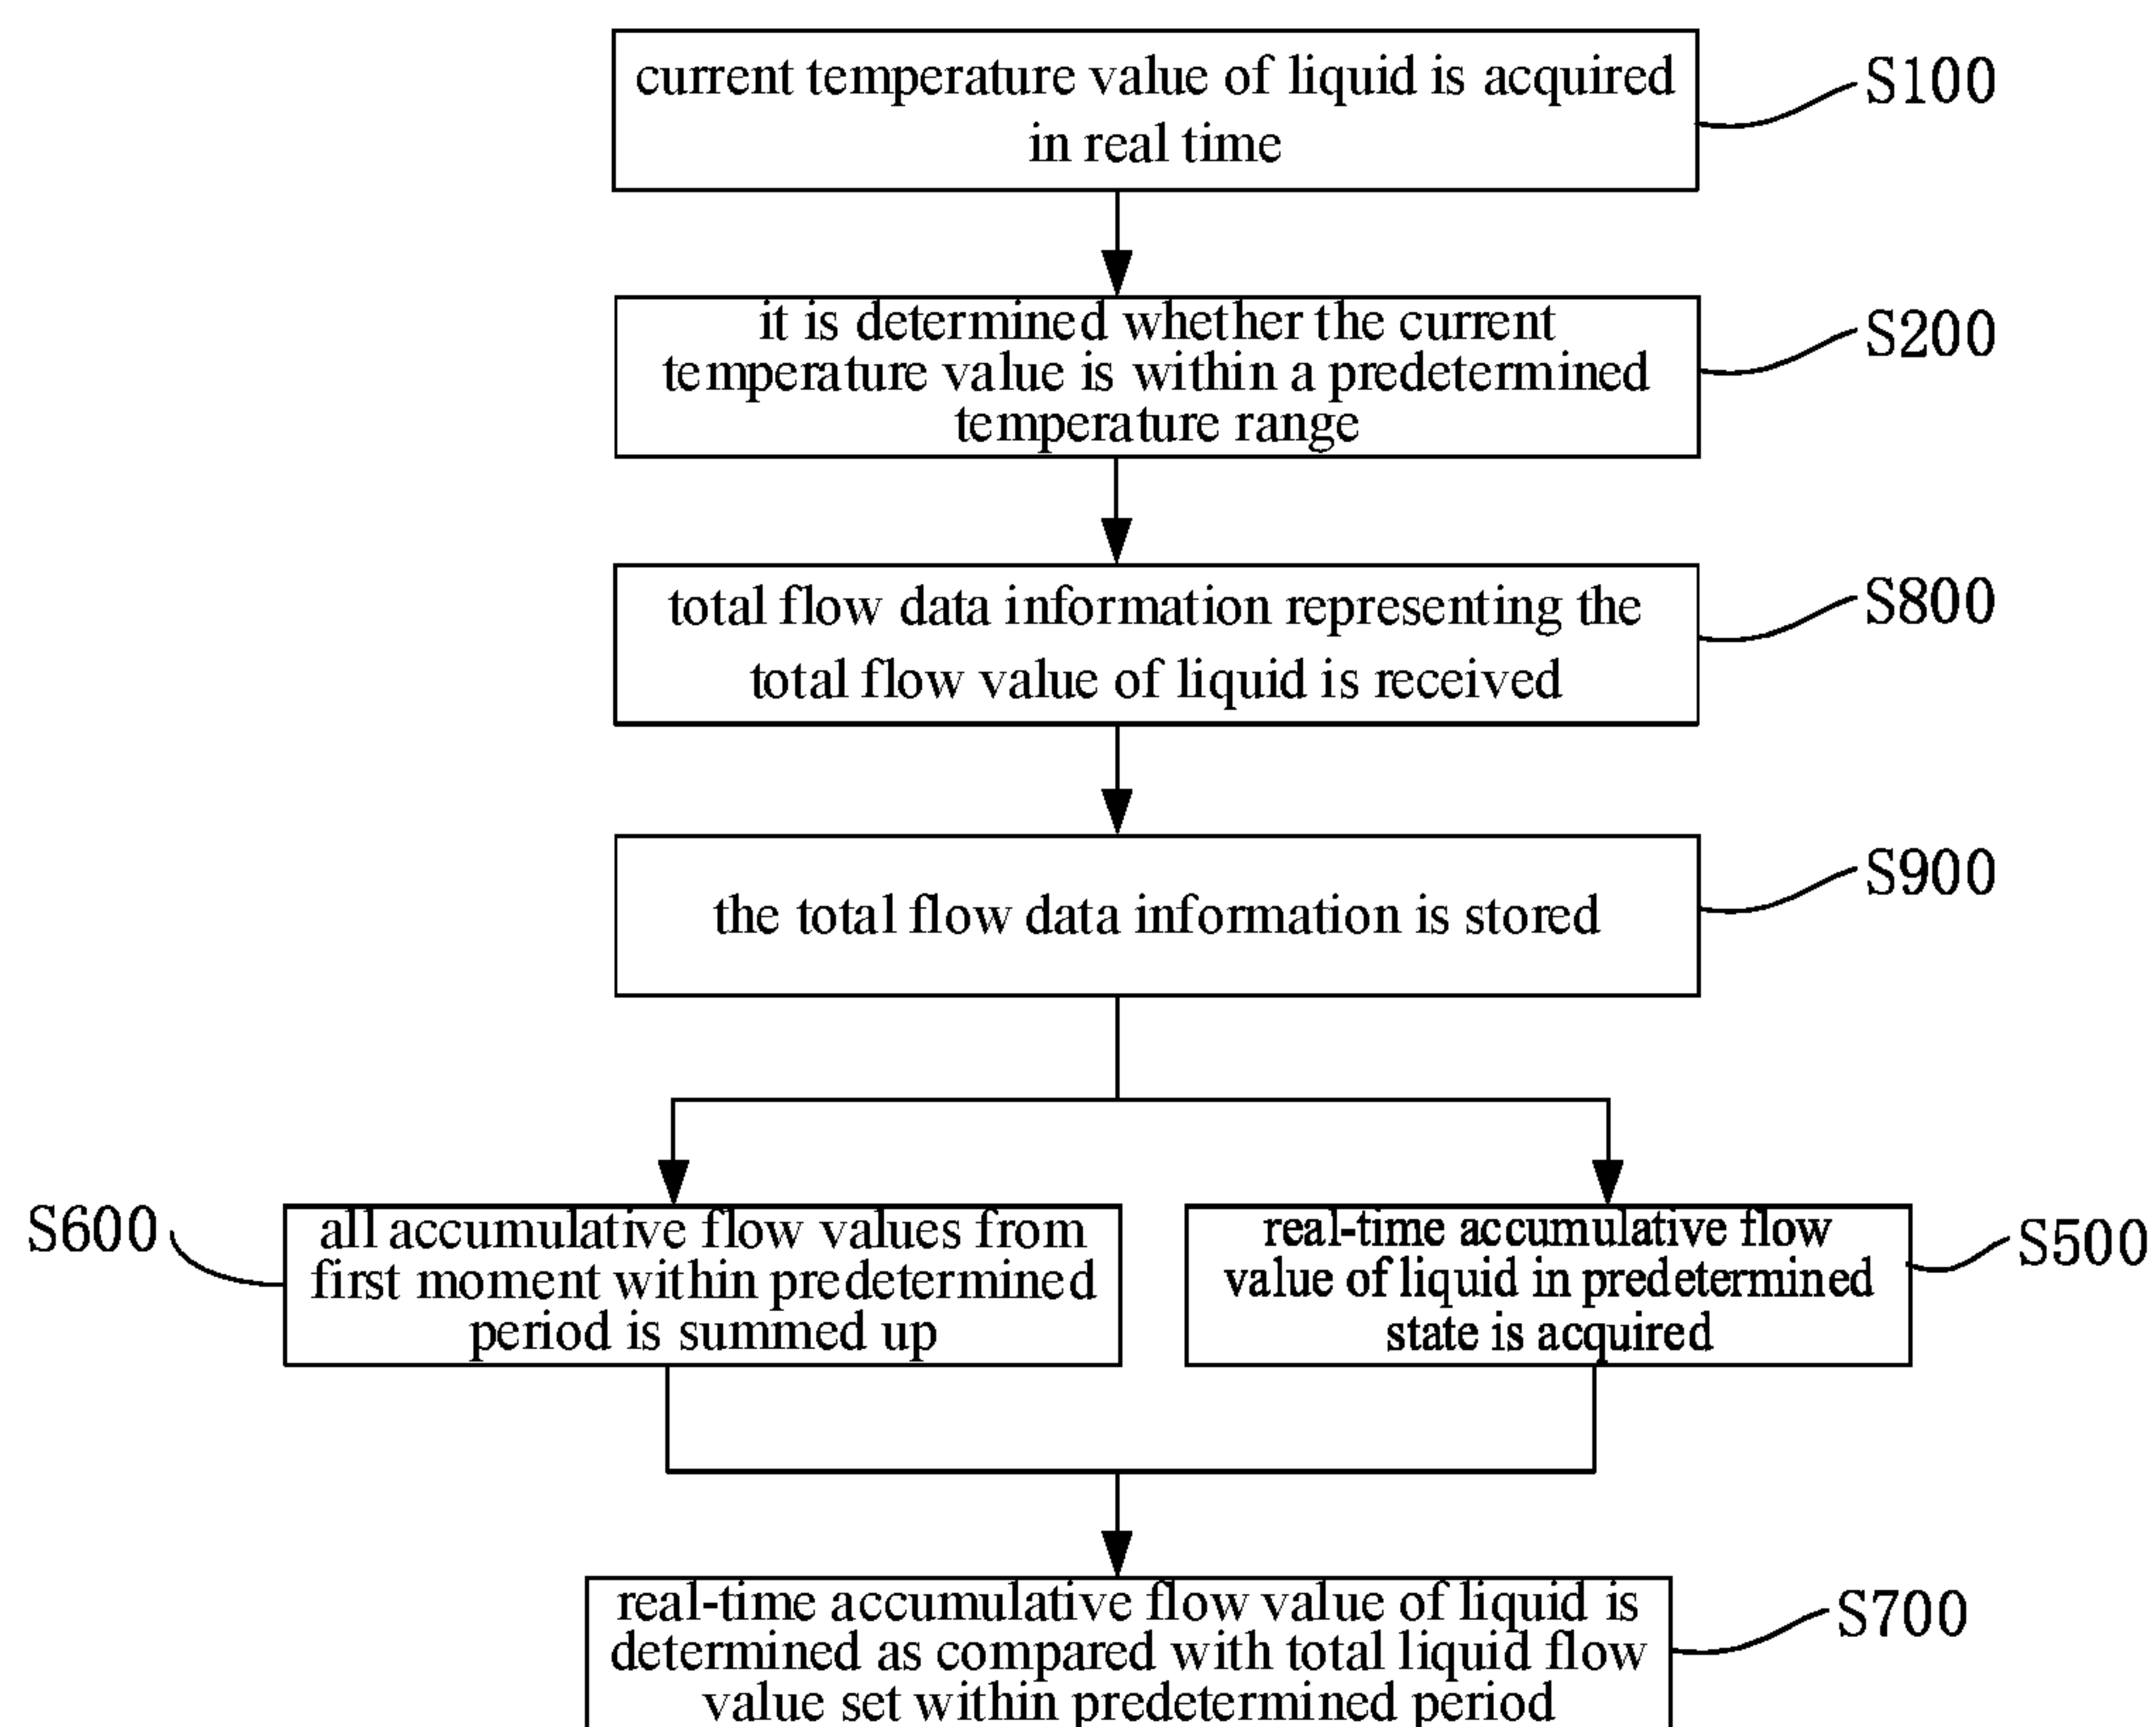 current temperature value of liquid is acquired
in real time
S100
it is determined whether the current
temperature value is within a predetermined
temperature range
S200
total flow data information representing the
total flow value of liquid is received
S800
the total flow data information is stored
S900
S600
all accumulative flow values from
first moment within predetermined
period is summed up
real-time accumulative flow
value of liquid in predetermined
state is acquired
S500
real-time accumulative flow value of liquid is
determined as compared with total liquid flow
value set within predetermined period
S700